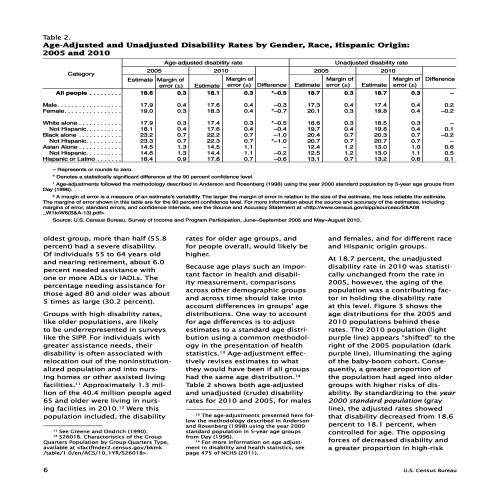 Table 2.
Age-Adjusted and Unadjusted Disability Rates by Gender, Race, Hispanic Origin:
2005 and 2010
Category Age-adjusted disability rate Unadjusted disability rate
2005 2010 Difference 2005 2010 Difference
Estimate Margin of error (±) Estimate Margin of error (±) Estimate Margin of error (±) Estimate Margin of error (±)
All people . . . . . . . . . 18.6 0.3 18.1 0.3 *–0.5 18.7 0.3 18.7 0.3 –
Male. . . . . . . . . . . . . . . . 17.9 0.4 17.6 0.4 –0.3 17.3 0.4 17.4 0.4 0.2
Female. . . . . . . . . . . . . . 19.0 0.3 18.3 0.4 *–0.7 20.1 0.3 19.8 0.4 –0.2
White alone . . . . . . . . . . 17.9 0.3 17.4 0.3 *–0.5 18.6 0.3 18.5 0.3 –
Not Hispanic. . . . . . . . . 18.1 0.4 17.6 0.4 –0.4 19.7 0.4 19.8 0.4 0.1
Black alone . . . . . . . . . . 23.2 0.7 22.2 0.7 –1.0 20.4 0.7 20.3 0.7 –0.2
Not Hispanic. . . . . . . . . 23.3 0.7 22.3 0.7 *–1.0 20.7 0.7 20.7 0.7 –
Asian Alone . . . . . . . . . . 14.5 1.3 14.5 1.1 – 12.4 1.2 13.0 1.0 0.6
Not Hispanic. . . . . . . . . 14.6 1.3 14.4 1.1 –0.2 12.5 1.2 13.0 1.1 0.5
Hispanic or Latino . . . . . . 18.4 0.9 17.8 0.7 –0.6 13.1 0.7 13.2 0.6 0.1
– Represents or rounds to zero.
* Denotes a statistically significant difference at the 90 percent confidence level.
Age-adjustments followed the methodology described in Anderson and Rosenberg (1998) using the year 2000 standard population by 5-year age groups from
Day (1996).
A margin of error is a measure of an estimate's variability. The larger the margin of error in relation to the size of the estimate, the less reliable the estimate.
The margins of error shown in this table are for the 90 percent confidence level. For more information about the source and accuracy of the estimates, including
margins of error, standard errors, and confidence intervals, see the Source and Accuracy Statement at
Source: U.S. Census Bureau, Survey of Income and Program Participation, June–September 2005 and May–August 2010.
oldest group, more than half (55.8
percent) had a severe disability.
Of individuals 55 to 64 years old
and nearing retirement, about 6.0
percent needed assistance with
one or more ADLs or IADLs. The
percentage needing assistance for
those aged 80 and older was about
5 times as large (30.2 percent).
Groups with high disability rates,
like older populations, are likely
to be underrepresented in surveys
like the SIPP. For individuals with
greater assistance needs, their
disability is often associated with
relocation out of the noninstitution-
alized population and into nurs-
ing homes or other assisted living
facilities.¹¹ Approximately 1.3 mil-
lion of the 40.4 million people aged
65 and older were living in nurs-
ing facilities in 2010.¹² Were this
population included, the disability
¹¹ See Greene and Ondrich (1990).
¹² S2601B. Characteristics of the Group
Quarters Population by Group Quarters Type,
available at <factfinder2.census.gov/bkmk
/table/1.0/en/ACS/10_1YR/S2601B>.
rates for older age groups, and
for people overall, would likely be
higher.
Because age plays such an impor-
tant factor in health and disabil-
ity measurement, comparisons
across other demographic groups
and across time should take into
account differences in groups' age
distributions. One way to account
for age differences is to adjust
estimates to a standard age distri-
bution using a common methodol-
ogy in the presentation of health
statistics.¹³ Age-adjustment effec-
tively revises estimates to what
they would have been if all groups
had the same age distribution.¹⁴
Table 2 shows both age-adjusted
and unadjusted (crude) disability
rates for 2010 and 2005, for males
¹³ The age-adjustments presented here fol-
low the methodology described in Anderson
and Rosenberg (1998) using the year 2000
standard population in 5-year age groups
from Day (1996).
¹⁴ For more information on age adjust-
ment in disability and health statistics, see
page 475 of NCHS (2011).
and females, and for different race
and Hispanic origin groups.
At 18.7 percent, the unadjusted
disability rate in 2010 was statisti-
cally unchanged from the rate in
2005, however, the aging of the
population was a contributing fac-
tor in holding the disability rate
at this level. Figure 3 shows the
age distributions for the 2005 and
2010 populations behind these
rates. The 2010 population (light
purple line) appears "shifted" to the
right of the 2005 population (dark
purple line), illuminating the aging
of the baby-boom cohort. Conse-
quently, a greater proportion of
the population had aged into older
groups with higher risks of dis-
ability. By standardizing to the year
2000 standard population (gray
line), the adjusted rates showed
that disability decreased from 18.6
percent to 18.1 percent, when
controlled for age. The opposing
forces of decreased disability and
a greater proportion in high-risk
6
U.S. Census Bureau